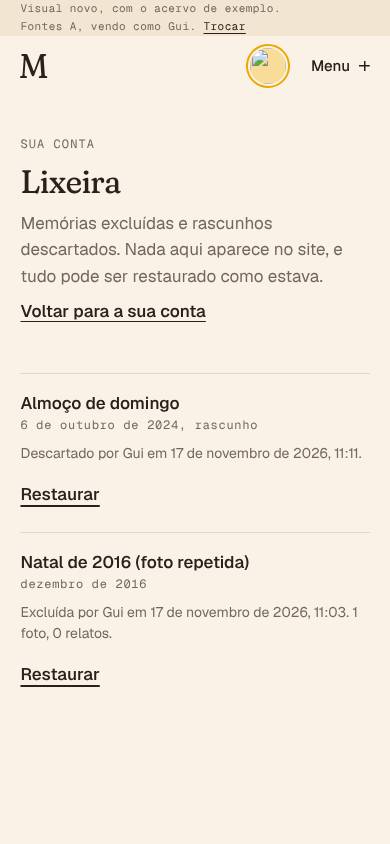 Visual novo, com o acervo de exemplo.
Fontes A, vendo como Gui. Trocar
M
Menu +
SUA CONTA
Lixeira
Memórias excluídas e rascunhos
descartados. Nada aqui aparece no site, e
tudo pode ser restaurado como estava.
Voltar para a sua conta
Almoço de domingo
6 de outubro de 2024, rascunho
Descartado por Gui em 17 de novembro de 2026, 11:11.
Restaurar
Natal de 2016 (foto repetida)
dezembro de 2016
Excluída por Gui em 17 de novembro de 2026, 11:03. 1
foto, 0 relatos.
Restaurar